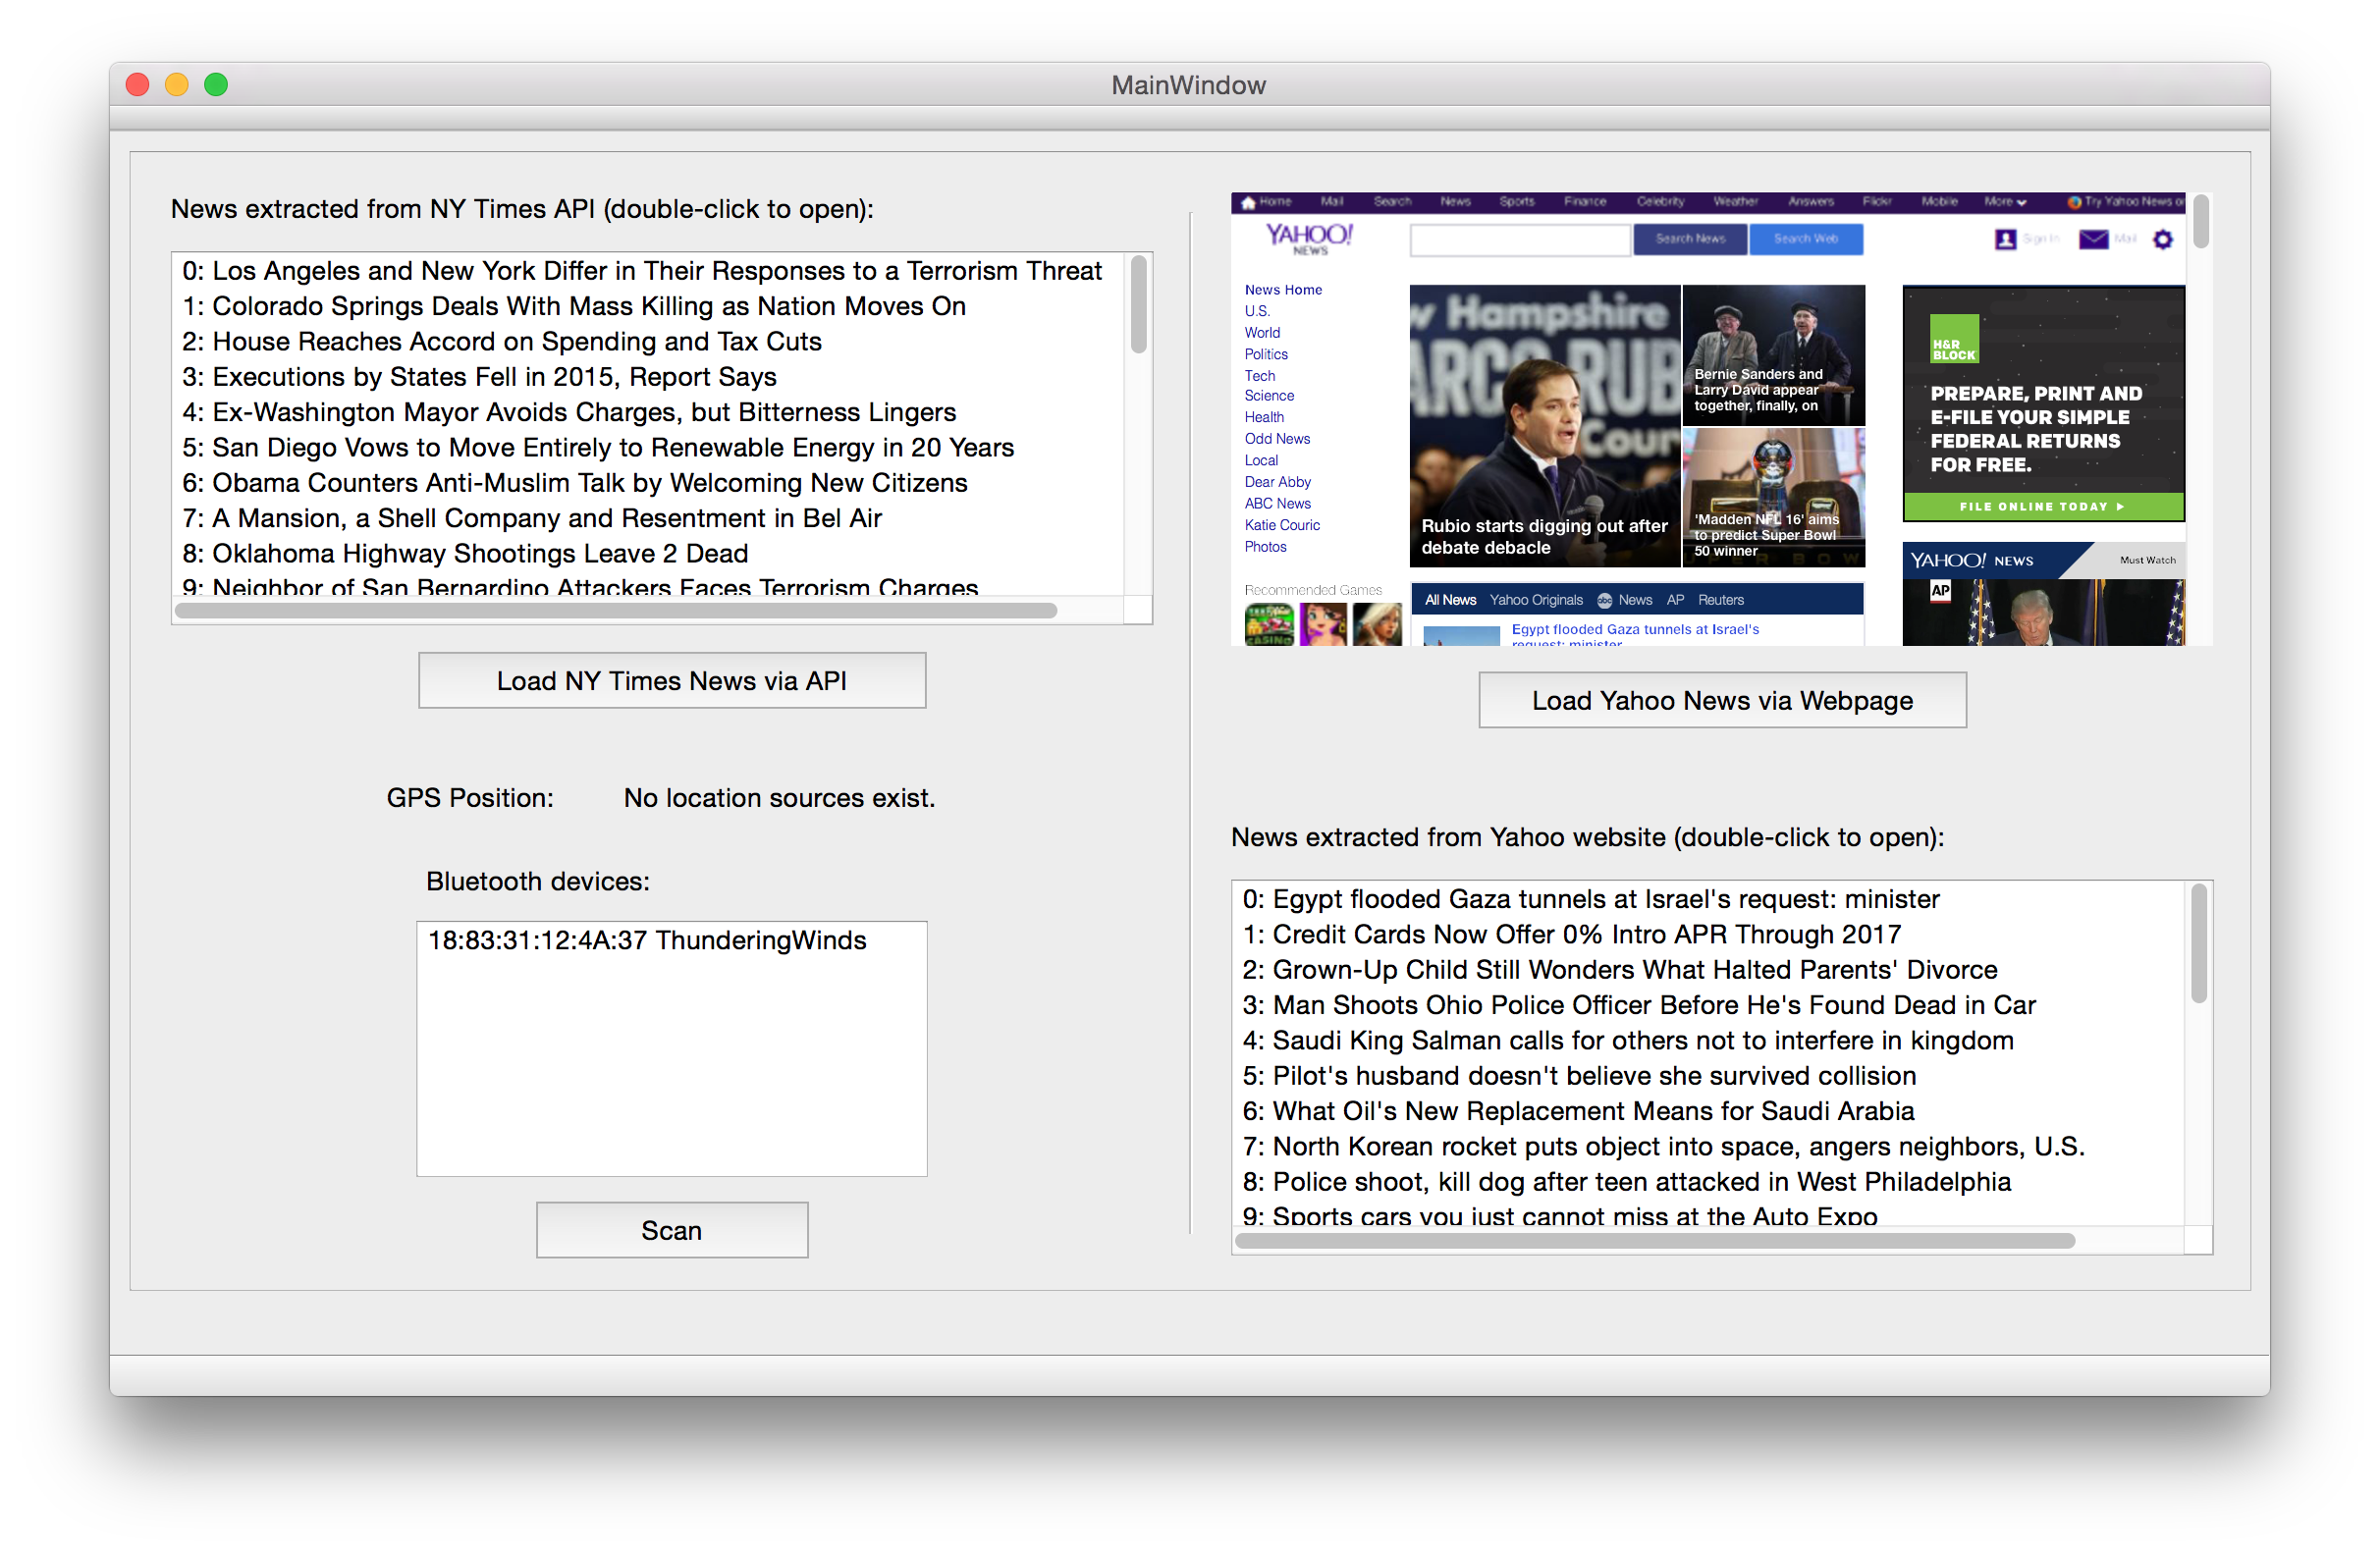 MainWindow
News extracted from NY Times API (double-click to open):
0: Los Angeles and New York Differ in Their Responses to a Terrorism Threat
1: Colorado Springs Deals With Mass Killing as Nation Moves On
2: House Reaches Accord on Spending and Tax Cuts
3: Executions by States Fell in 2015, Report Says
4: Ex-Washington Mayor Avoids Charges, but Bitterness Lingers
5: San Diego Vows to Move Entirely to Renewable Energy in 20 Years
6: Obama Counters Anti-Muslim Talk by Welcoming New Citizens
7: A Mansion, a Shell Company and Resentment in Bel Air
8: Oklahoma Highway Shootings Leave 2 Dead
9: Neighbor of San Bernardino Attackers Faces Terrorism Charges
Load NY Times News via API
GPS Position: No location sources exist.
Bluetooth devices:
18:83:31:12:4A:37 ThunderingWinds
Scan
Home Mail Search News Sports Finance Celebrity Weather Answers Flickr Mobile More Try Yahoo News on
YAHOO!
NEWS
Search News Search Web Sign In Mail
News Home
U.S.
World
Politics
Tech
Science
Health
Odd News
Local
Dear Abby
ABC News
Katie Couric
Photos
Recommended Games
CASINO
w Hampshire
ARCO RUB
Cour
Rubio starts digging out after
debate debacle
Bernie Sanders and
Larry David appear
together, finally, on
'Madden NFL 16' aims
to predict Super Bowl
50 winner
H&R
BLOCK
PREPARE, PRINT AND
E-FILE YOUR SIMPLE
FEDERAL RETURNS
FOR FREE.
FILE ONLINE TODAY
All News Yahoo Originals abc News AP Reuters
Egypt flooded Gaza tunnels at Israel's
request: minister
YAHOO! NEWS Must Watch
AP
Load Yahoo News via Webpage
News extracted from Yahoo website (double-click to open):
0: Egypt flooded Gaza tunnels at Israel's request: minister
1: Credit Cards Now Offer 0% Intro APR Through 2017
2: Grown-Up Child Still Wonders What Halted Parents' Divorce
3: Man Shoots Ohio Police Officer Before He's Found Dead in Car
4: Saudi King Salman calls for others not to interfere in kingdom
5: Pilot's husband doesn't believe she survived collision
6: What Oil's New Replacement Means for Saudi Arabia
7: North Korean rocket puts object into space, angers neighbors, U.S.
8: Police shoot, kill dog after teen attacked in West Philadelphia
9: Sports cars you just cannot miss at the Auto Expo